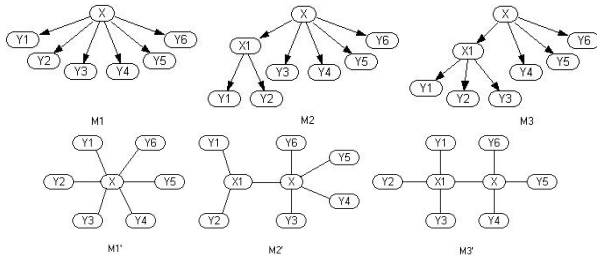 X X X
Y1 Y6 X1 Y6 X1 Y6
Y2 Y3 Y4 Y5 Y3 Y4 Y5 Y4 Y5
Y1 Y2 Y1 Y2 Y3
M1 M2 M3
Y1 Y6 Y1 Y6 Y1 Y6
Y5
Y2 X Y5 X1 X Y2 X1 X Y5
Y4
Y3 Y4 Y2 Y3 Y3 Y4
M1' M2' M3'